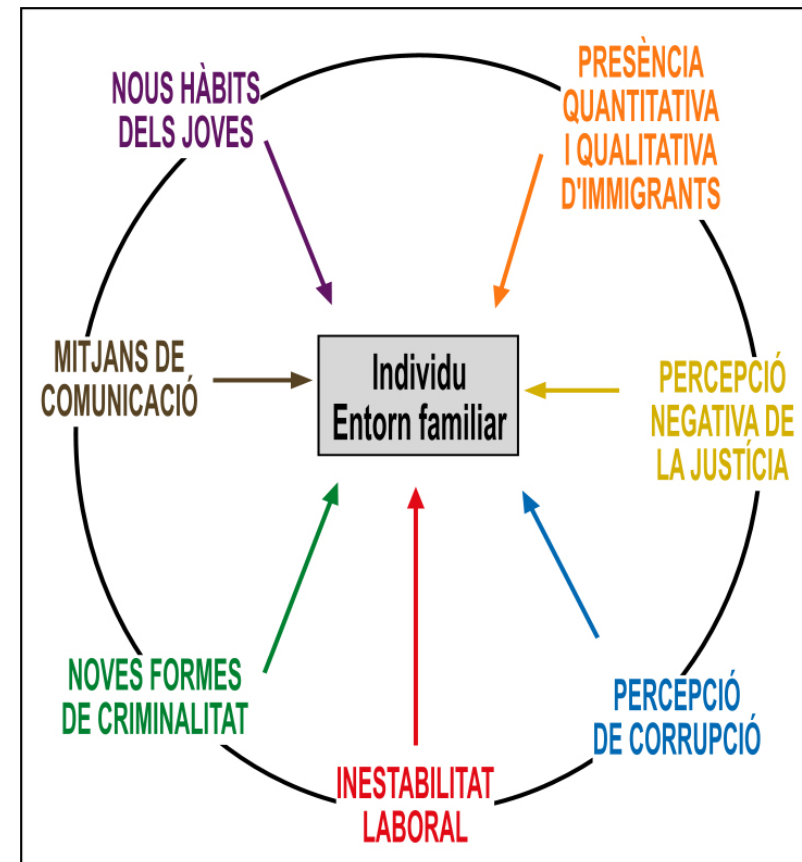 NOUS HÀBITS
DELS JOVES
PRESÈNCIA
QUANTITATIVA
I QUALITATIVA
D'IMMIGRANTS
MITJANS DE
COMUNICACIÓ
Individu
Entorn familiar
PERCEPCIÓ
NEGATIVA DE
LA JUSTÍCIA
NOVES FORMES
DE CRIMINALITAT
PERCEPCIÓ
DE CORRUPCIÓ
INESTABILITAT
LABORAL